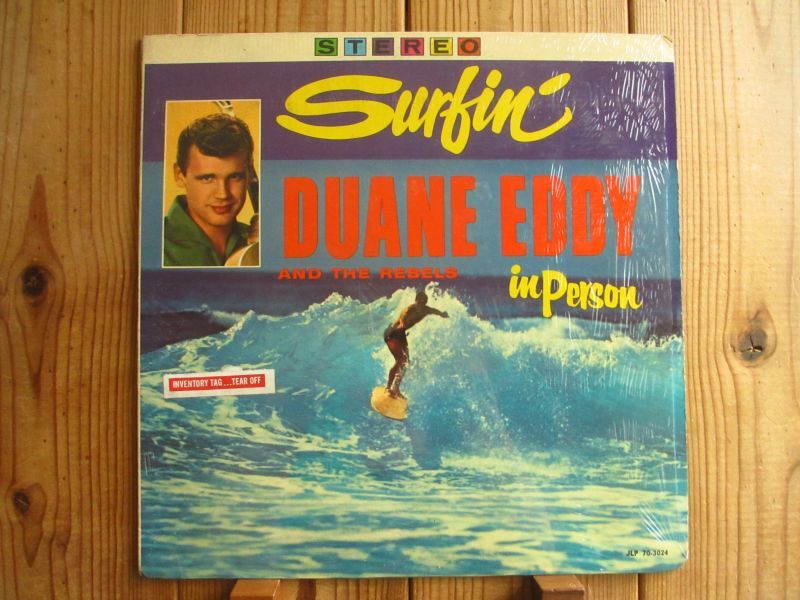 STEREO
Surfin'
DUANE EDDY
AND THE REBELS
in Person
INVENTORY TAG...TEAR OFF
JLP 70-3024